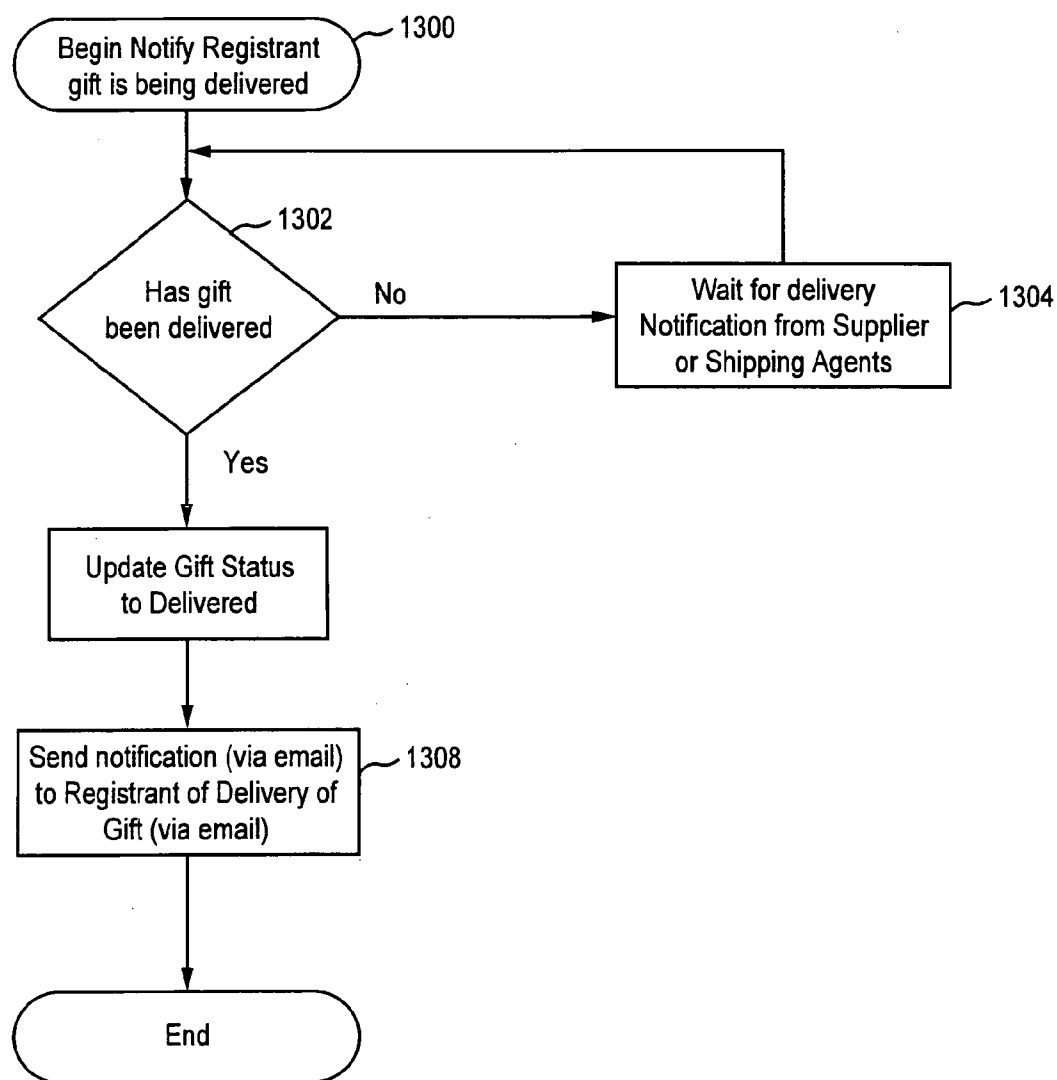 Begin Notify Registrant
gift is being delivered
1300
1302
Has gift
been delivered
No
Wait for delivery
Notification from Supplier
or Shipping Agents
1304
Yes
Update Gift Status
to Delivered
Send notification (via email)
to Registrant of Delivery of
Gift (via email)
1308
End